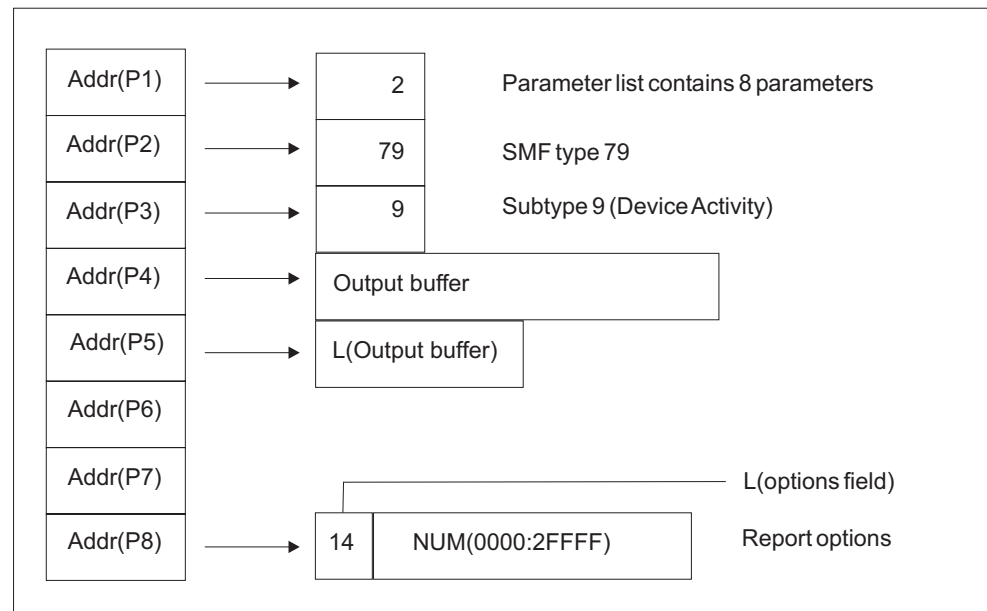 Addr(P1) 2 Parameter list contains 8 parameters
Addr(P2) 79 SMF type 79
Addr(P3) 9 Subtype 9 (Device Activity)
Addr(P4) Output buffer
Addr(P5) L(Output buffer)
Addr(P6)
Addr(P7)
L(options field)
Addr(P8) 14 NUM(0000:2FFFF) Report options